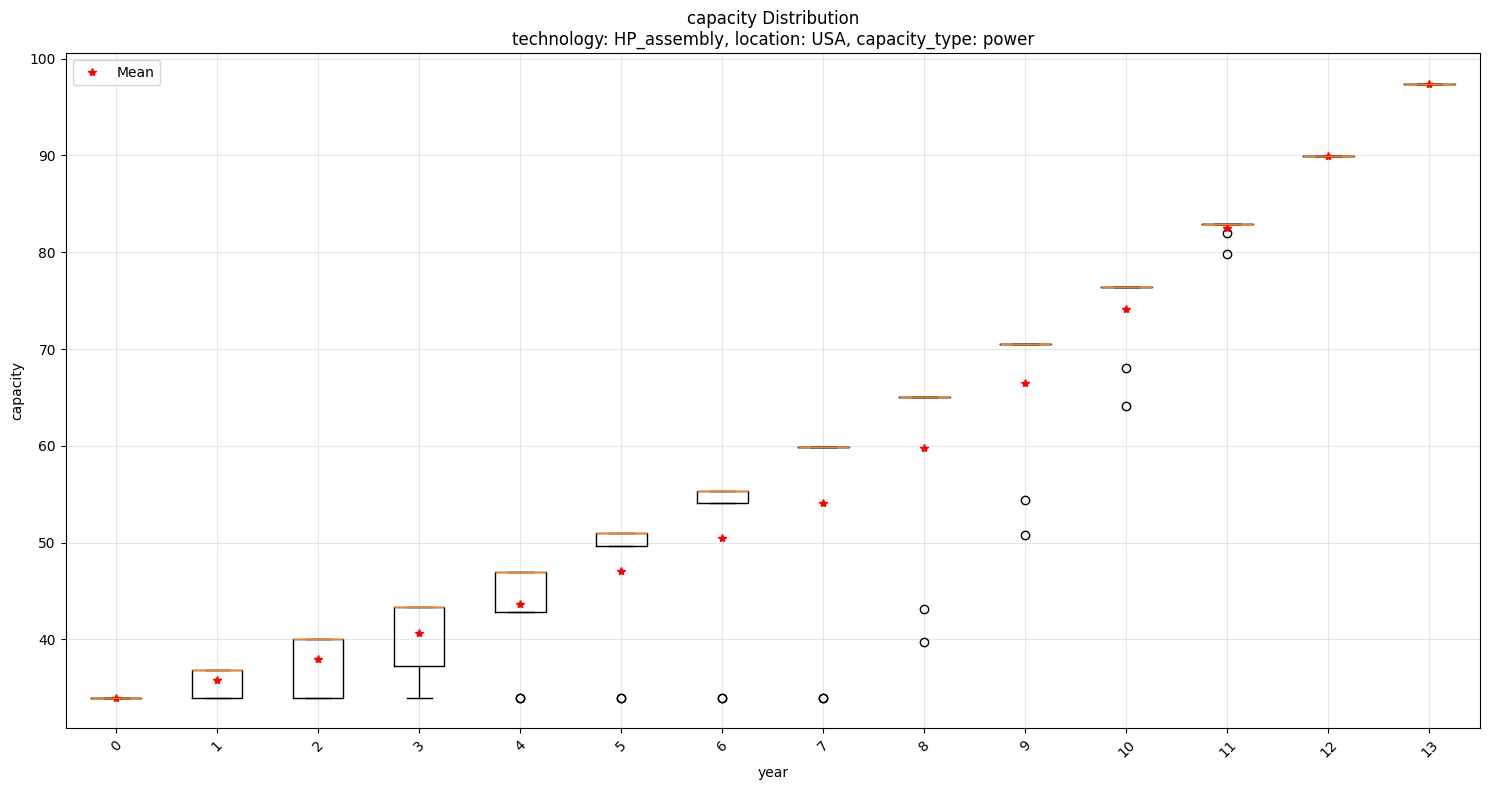 capacity Distribution
technology: HP_assembly, location: USA, capacity_type: power
Mean
capacity
100
90
80
70
60
50
40
0 1 2 3 4 5 6 7 8 9 10 11 12 13
year